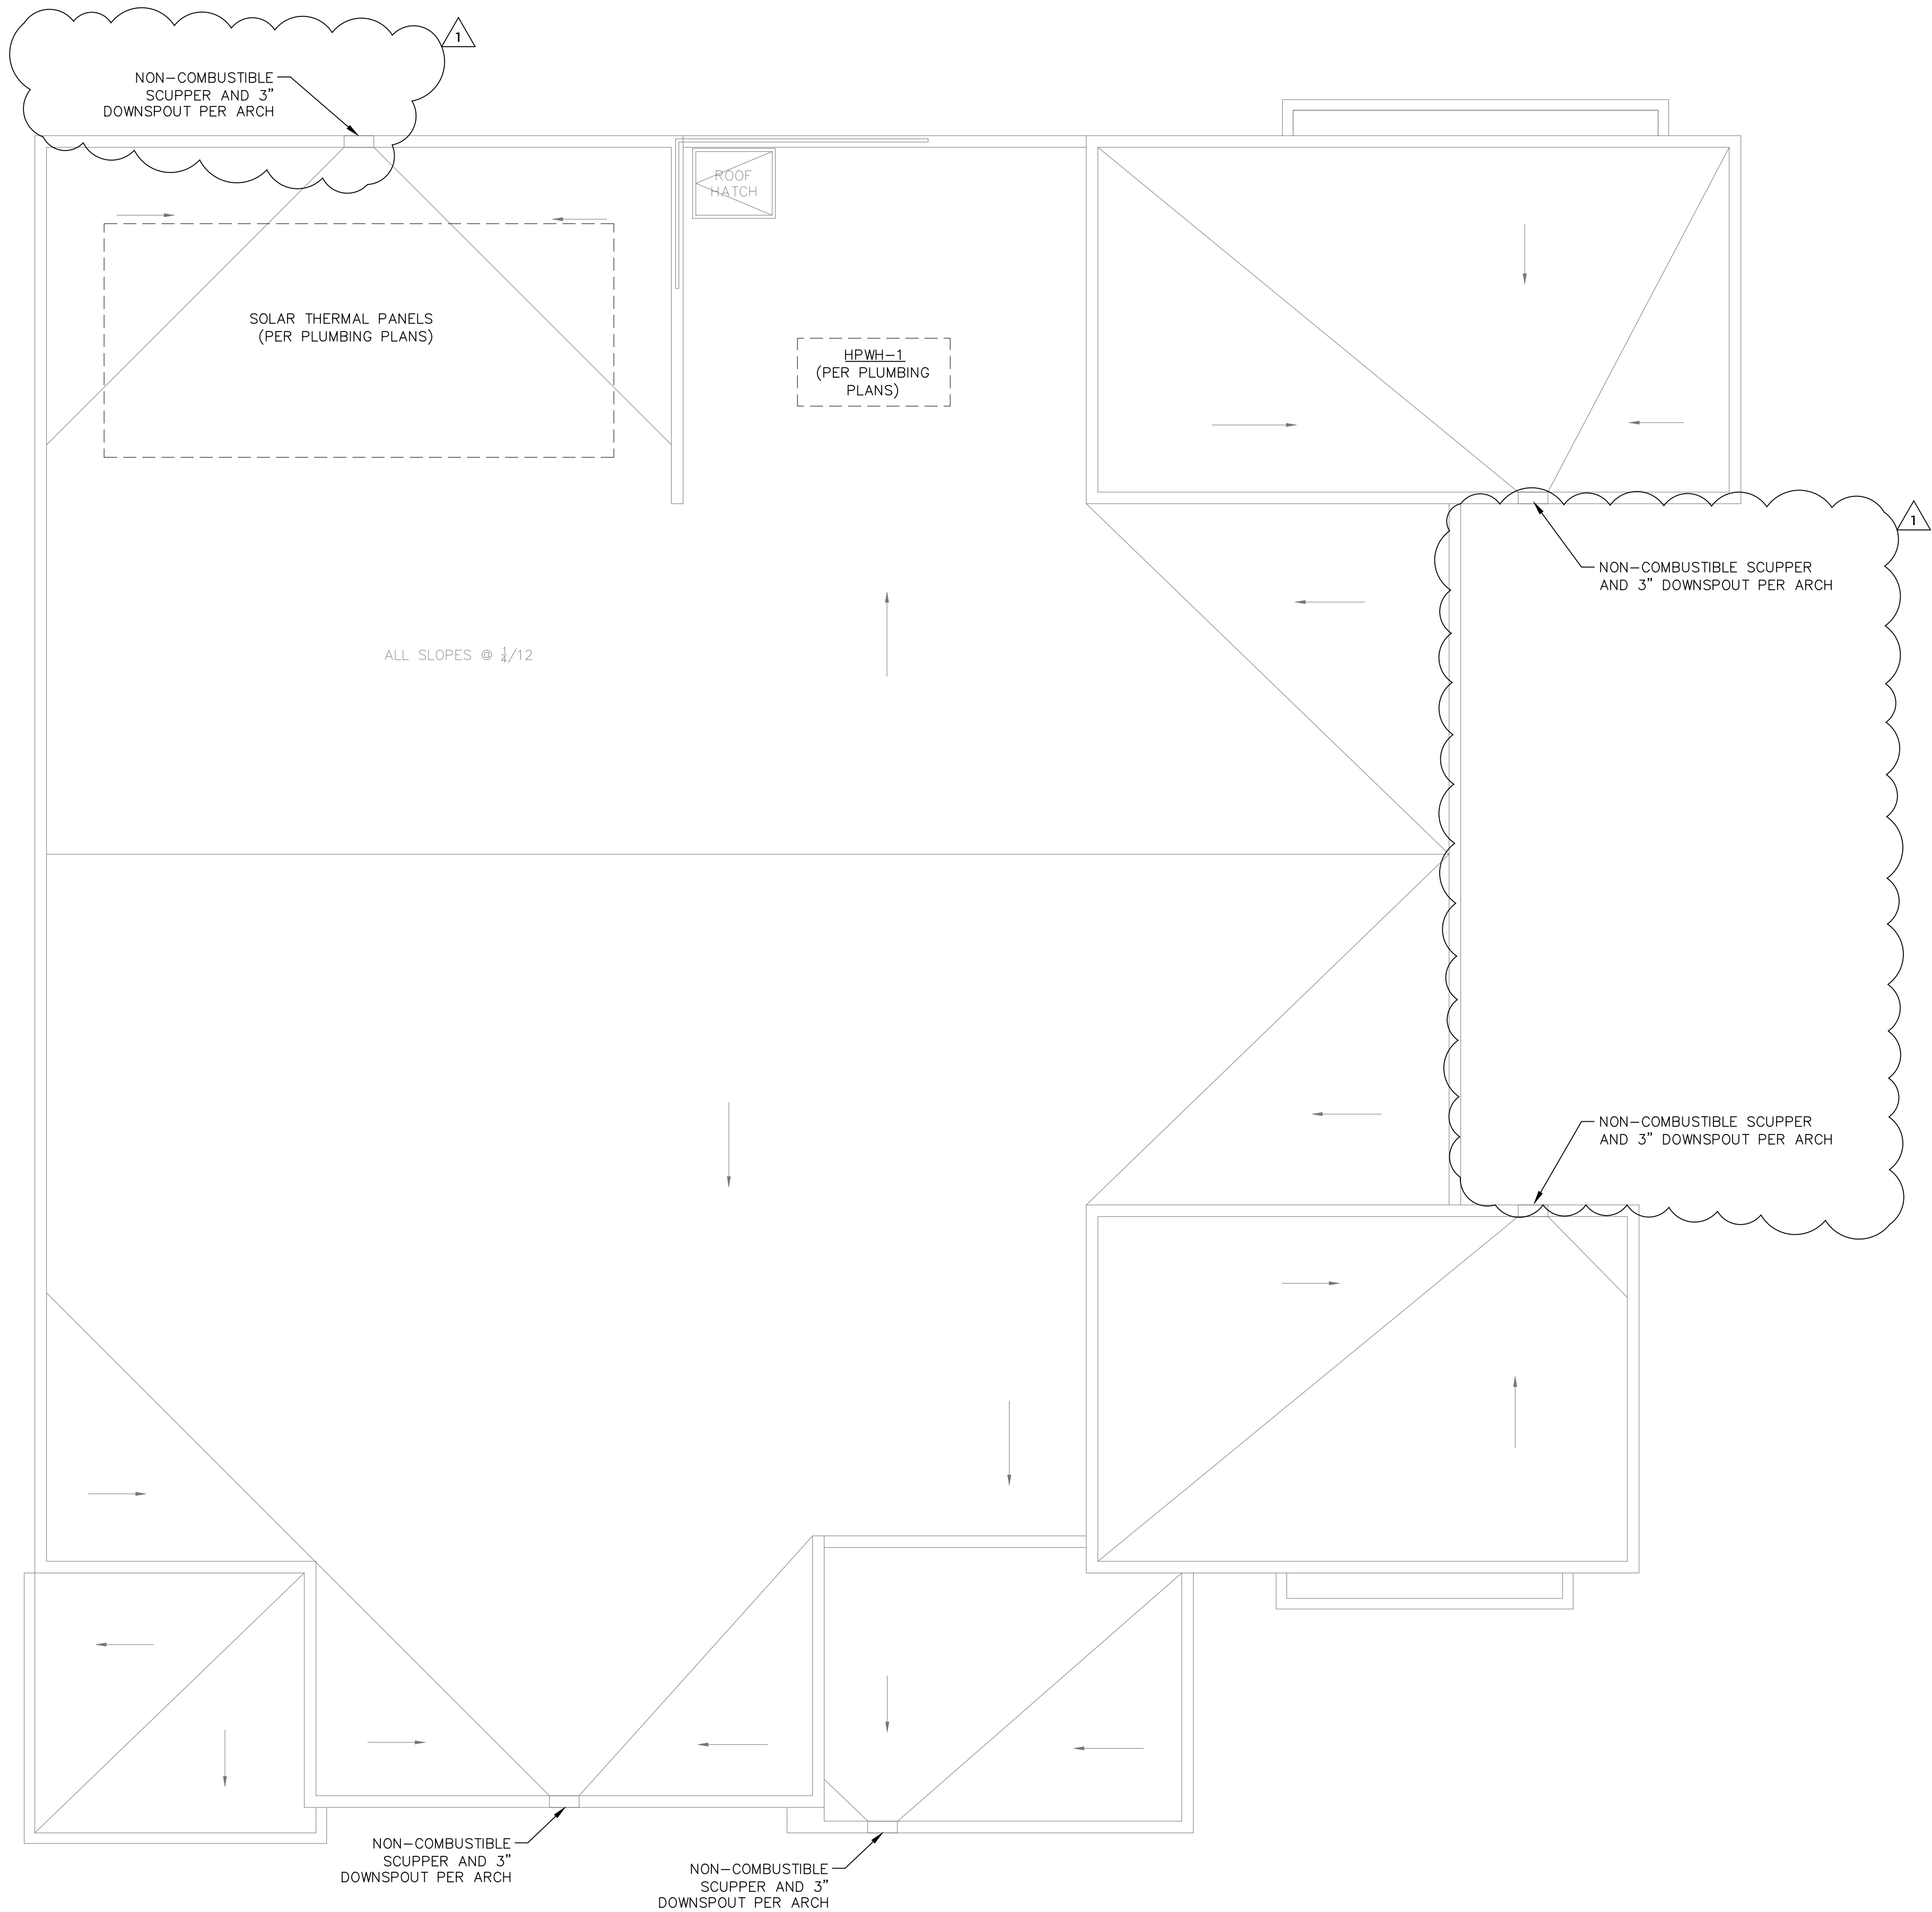 1
NON-COMBUSTIBLE
SCUPPER AND 3"
DOWNSPOUT PER ARCH
ROOF
HATCH
SOLAR THERMAL PANELS
(PER PLUMBING PLANS)
HPWH-1
(PER PLUMBING
PLANS)
1
NON-COMBUSTIBLE SCUPPER
AND 3" DOWNSPOUT PER ARCH
ALL SLOPES @ 1/4/12
NON-COMBUSTIBLE SCUPPER
AND 3" DOWNSPOUT PER ARCH
NON-COMBUSTIBLE
SCUPPER AND 3"
DOWNSPOUT PER ARCH
NON-COMBUSTIBLE
SCUPPER AND 3"
DOWNSPOUT PER ARCH